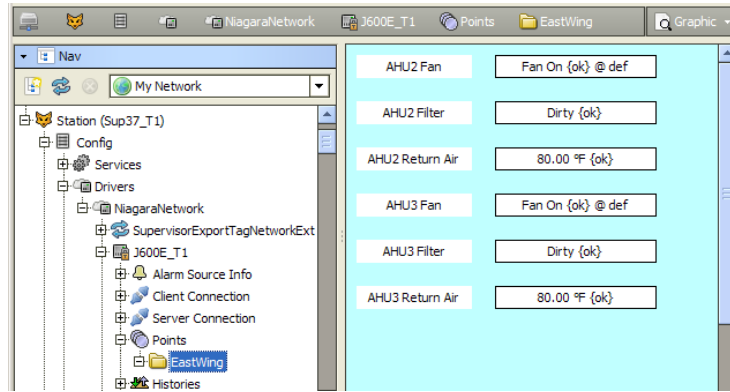 NiagaraNetwork J600E_T1 Points EastWing Graphic
Nav
My Network
Station (Sup37_T1)
Config
Services
Drivers
NiagaraNetwork
SupervisorExportTagNetworkExt
J600E_T1
Alarm Source Info
Client Connection
Server Connection
Points
EastWing
Histories
AHU2 Fan Fan On {ok} @ def
AHU2 Filter Dirty {ok}
AHU2 Return Air 80.00 °F {ok}
AHU3 Fan Fan On {ok} @ def
AHU3 Filter Dirty {ok}
AHU3 Return Air 80.00 °F {ok}